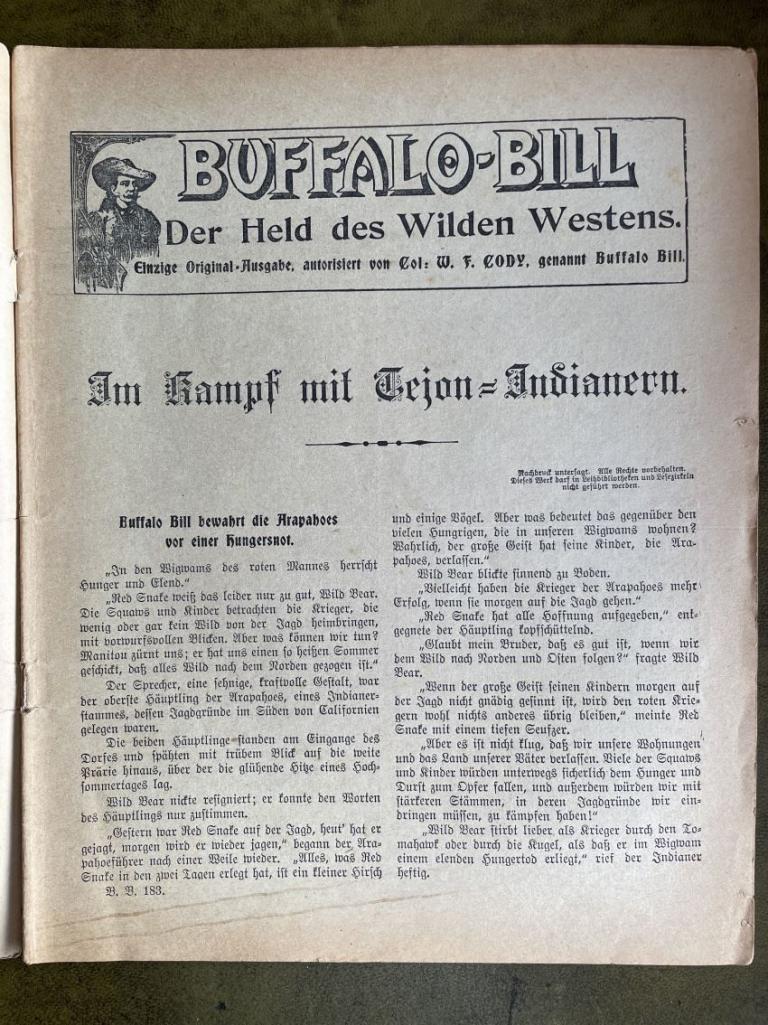 BUFFALO-BILL
Der Held des Wilden Westens.
Einzige Original-Ausgabe, autorisiert von Col: W. F. CODY, genannt Buffalo Bill.
Im Kampf mit Tejon-Indianern.
Nachdruck untersagt. Alle Rechte vorbehalten.
Dieses Werk darf in Leihbibliotheken und Lesezirkeln
nicht geführt werden.
Buffalo Bill bewahrt die Arapahoes
vor einer Hungersnot.
„In den Wigwams des roten Mannes herrscht
Hunger und Elend.“
„Red Snake weiß das leider nur zu gut, Wild Bear.
Die Squaws und Kinder betrachten die Krieger, die
wenig oder gar kein Wild von der Jagd heimbringen,
mit vorwurfsvollen Blicken. Aber was können wir tun?
Manitou zürnt uns; er hat uns einen so heißen Sommer
geschickt, daß alles Wild nach dem Norden gezogen ist.“
Der Sprecher, eine sehnige, kraftvolle Gestalt, war
der oberste Häuptling der Arapahoes, eines Indianer-
stammes, dessen Jagdgründe im Süden von Californien
gelegen waren.
Die beiden Häuptlinge standen am Eingange des
Dorfes und spähten mit trübem Blick auf die weite
Prärie hinaus, über der die glühende Hitze eines Hoch-
sommertages lag.
Wild Bear nickte resigniert; er konnte den Worten
des Häuptlings nur zustimmen.
„Gestern war Red Snake auf der Jagd, heut' hat er
gejagt, morgen wird er wieder jagen,“ begann der Ara-
pahoeführer nach einer Weile wieder. „Alles, was Red
Snake in den zwei Tagen erlegt hat, ist ein kleiner Hirsch
B. B. 183.
und einige Vögel. Aber was bedeutet das gegenüber den
vielen Hungrigen, die in unseren Wigwams wohnen?
Wahrlich, der große Geist hat seine Kinder, die Ara-
pahoes, verlassen.“
Wild Bear blickte sinnend zu Boden.
„Vielleicht haben die Krieger der Arapahoes mehr
Erfolg, wenn sie morgen auf die Jagd gehen.“
„Red Snake hat alle Hoffnung aufgegeben,“ ent-
gegnete der Häuptling kopfschüttelnd.
„Glaubt mein Bruder, daß es gut ist, wenn wir
dem Wild nach Norden und Osten folgen?“ fragte Wild
Bear.
„Wenn der große Geist seinen Kindern morgen auf
der Jagd nicht gnädig gesinnt ist, wird den roten Krie-
gern wohl nichts anderes übrig bleiben,“ meinte Red
Snake mit einem tiefen Seufzer.
„Aber es ist nicht klug, daß wir unsere Wohnungen
und das Land unserer Väter verlassen. Viele der Squaws
und Kinder würden unterwegs sicherlich dem Hunger und
Durst zum Opfer fallen, und außerdem würden wir mit
stärkeren Stämmen, in deren Jagdgründe wir ein-
dringen müssen, zu kämpfen haben!“
„Wild Bear stirbt lieber als Krieger durch den To-
mahawk oder durch die Kugel, als daß er im Wigwam
einem elenden Hungertod erliegt,“ rief der Indianer
heftig.